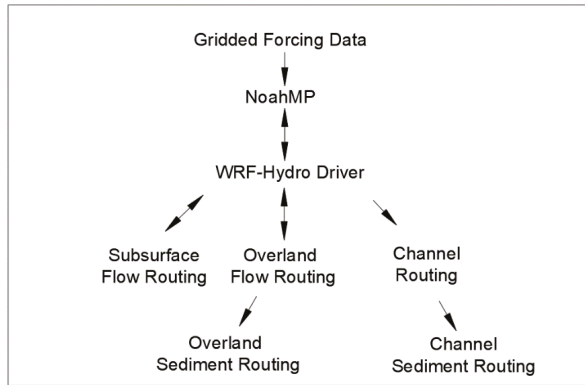 Gridded Forcing Data
NoahMP
WRF-Hydro Driver
Subsurface
Flow Routing
Overland
Flow Routing
Channel
Routing
Overland
Sediment Routing
Channel
Sediment Routing